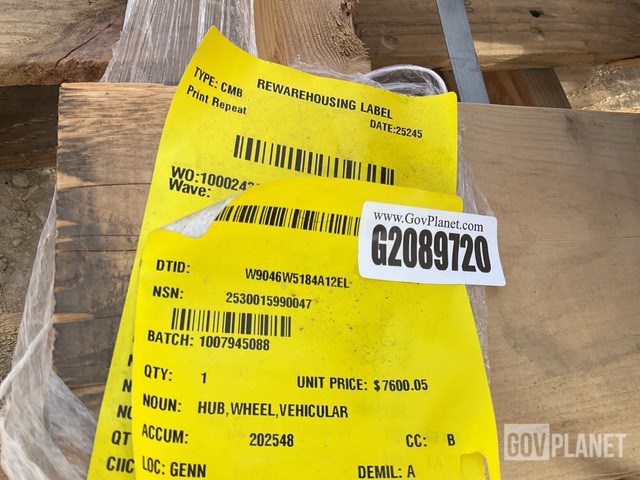 TYPE: CMB
REWAREHOUSING LABEL
Print Repeat
DATE:25245
WO:100024
Wave:
www.GovPlanet.com
G2089720
DTID: W9046W5184A12EL
NSN: 2530015990047
BATCH: 1007945088
QTY: 1 UNIT PRICE: $7600.05
NOUN: HUB,WHEEL,VEHICULAR
ACCUM: 202548 CC: B
LOC: GENN DEMIL: A
QT
CIIC
GOVPLANET